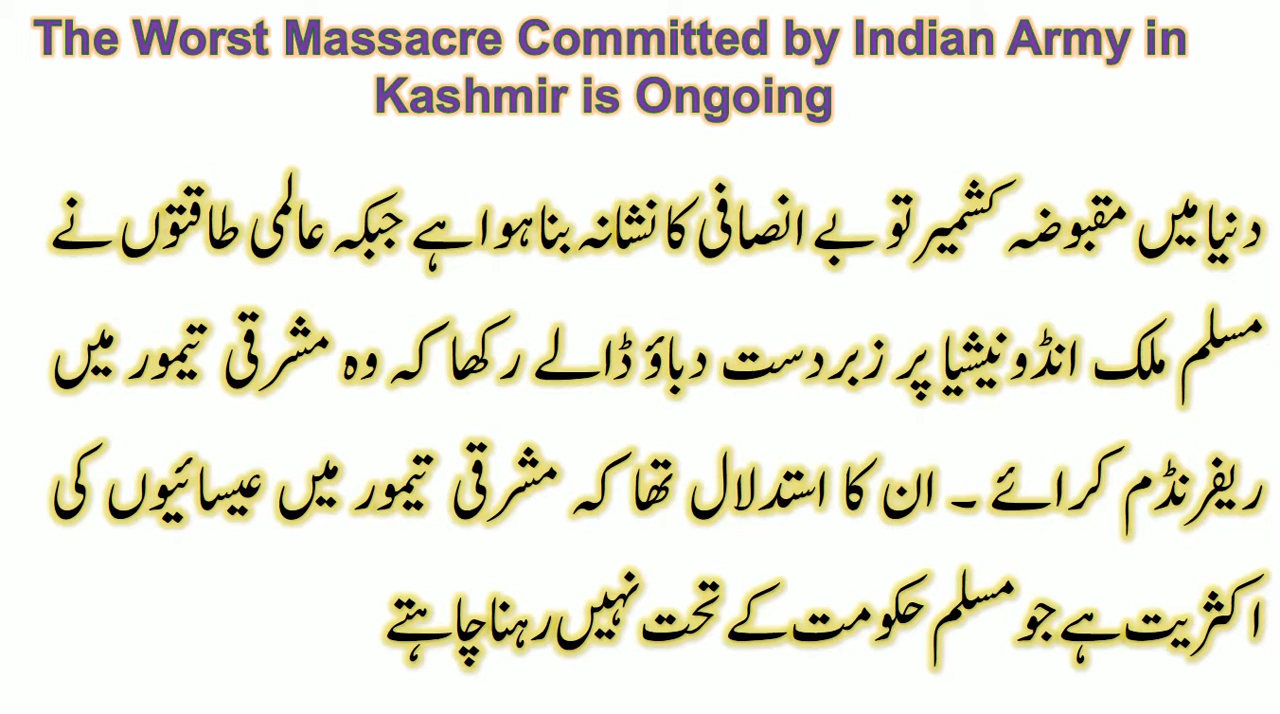 The Worst Massacre Committed by Indian Army in
Kashmir is Ongoing
دنیا میں مقبوضہ کشمیر تو بے انصافی کا نشانہ بنا ہوا ہے جبکہ عالمی طاقتوں نے
مسلم ملک انڈونیشیا پر زبردست دباؤ ڈالے رکھا کہ وہ مشرقی تیمور میں
ریفرنڈم کرائے ۔ ان کا استدلال تھا کہ مشرقی تیمور میں عیسائیوں کی
اکثریت ہے جو مسلم حکومت کے تحت نہیں رہنا چاہتے